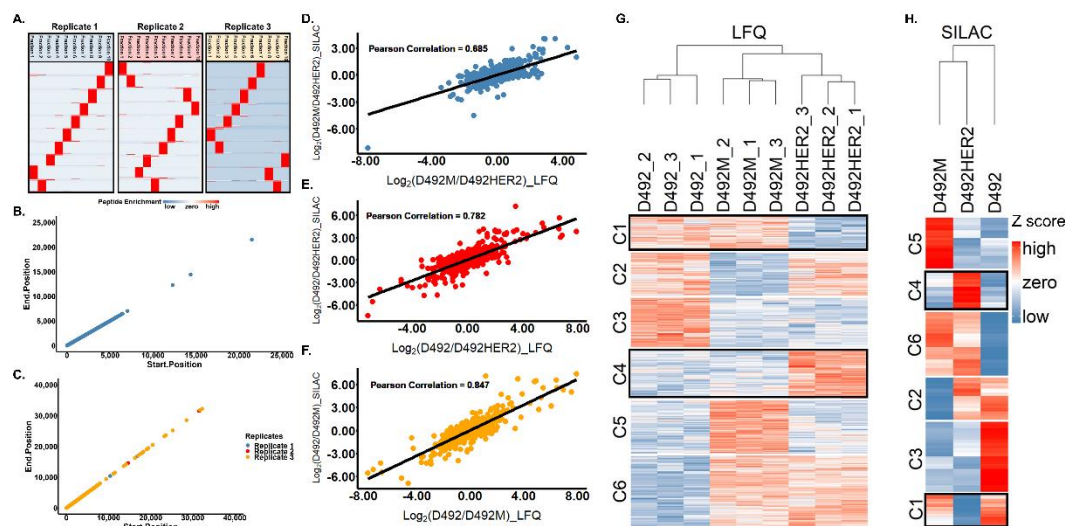 A.
Replicate 1
Replicate 2
Replicate 3
Peptide Enrichment
low
zero
high
B.
25,000
20,000
15,000
10,000
5,000
0
End.Position
0
5,000
10,000
15,000
20,000
25,000
Start.Position
C.
40,000
30,000
20,000
10,000
0
End.Position
0
10,000
20,000
30,000
40,000
Start.Position
Replicates
Replicate 1
Replicate 2
Replicate 3
D.
Pearson Correlation = 0.685
3.00
0.00
-3.00
-6.00
Log2(D492M/D492HER2)_SILAC
-8.00
-4.00
0.00
4.00
Log2(D492M/D492HER2)_LFQ
E.
Pearson Correlation = 0.782
6.00
3.00
0.00
-3.00
-6.00
Log2(D492/D492HER2)_SILAC
-4.00
0.00
4.00
Log2(D492/D492HER2)_LFQ
F.
Pearson Correlation = 0.847
6.00
3.00
0.00
-3.00
-6.00
Log2(D492/D492M)_SILAC
-4.00
0.00
4.00
8.00
Log2(D492/D492M)_LFQ
G.
LFQ
D492_2
D492_3
D492_1
D492M_2
D492M_1
D492M_3
D492HER2_3
D492HER2_2
D492HER2_1
C1
C2
C3
C4
C5
C6
H.
SILAC
D492M
D492HER2
D492
C5
C4
C6
C2
C3
C1
Z score
high
zero
low